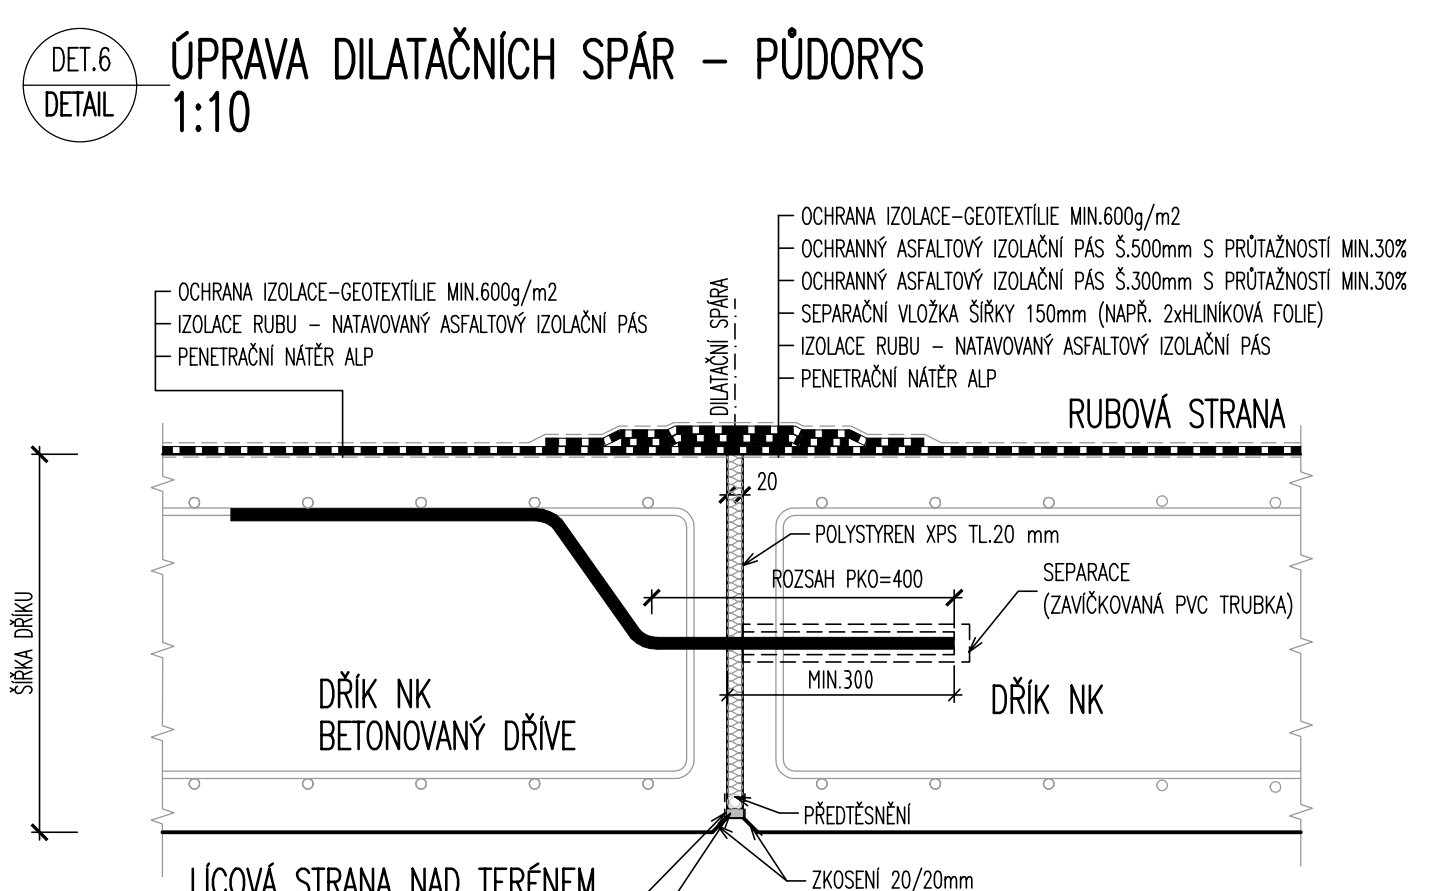 DET.6
DETAIL
ÚPRAVA DILATAČNÍCH SPÁR – PŮDORYS
1:10
OCHRANA IZOLACE–GEOTEXTÍLIE MIN.600g/m2
IZOLACE RUBU – NATAVOVANÝ ASFALTOVÝ IZOLAČNÍ PÁS
PENETRAČNÍ NÁTĚR ALP
DILATAČNÍ SPÁRA
OCHRANA IZOLACE–GEOTEXTÍLIE MIN.600g/m2
OCHRANNÝ ASFALTOVÝ IZOLAČNÍ PÁS Š.500mm S PRŮTAŽNOSTÍ MIN.30%
OCHRANNÝ ASFALTOVÝ IZOLAČNÍ PÁS Š.300mm S PRŮTAŽNOSTÍ MIN.30%
SEPARAČNÍ VLOŽKA ŠÍŘKY 150mm (NAPŘ. 2xHLINÍKOVÁ FOLIE)
IZOLACE RUBU – NATAVOVANÝ ASFALTOVÝ IZOLAČNÍ PÁS
PENETRAČNÍ NÁTĚR ALP
RUBOVÁ STRANA
20
POLYSTYREN XPS TL.20 mm
ROZSAH PKO=400
SEPARACE
(ZAVÍČKOVANÁ PVC TRUBKA)
ŠÍŘKA DŘÍKU
MIN.300
DŘÍK NK
BETONOVANÝ DŘÍVE
DŘÍK NK
PŘEDTĚSNĚNÍ
LÍCOVÁ STRANA NAD TERÉNEM
ZKOSENÍ 20/20mm